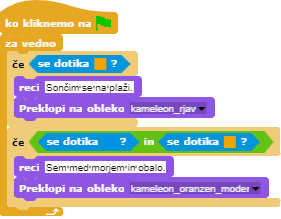 ko kliknemo na
za vedno
če se dotika ?
reci Sončim se na plaži.
Preklopi na obleko kameleon_rjav
če se dotika ? in se dotika ?
reci Sem med morjem in obalo.
Preklopi na obleko kameleon_oranzen_moder